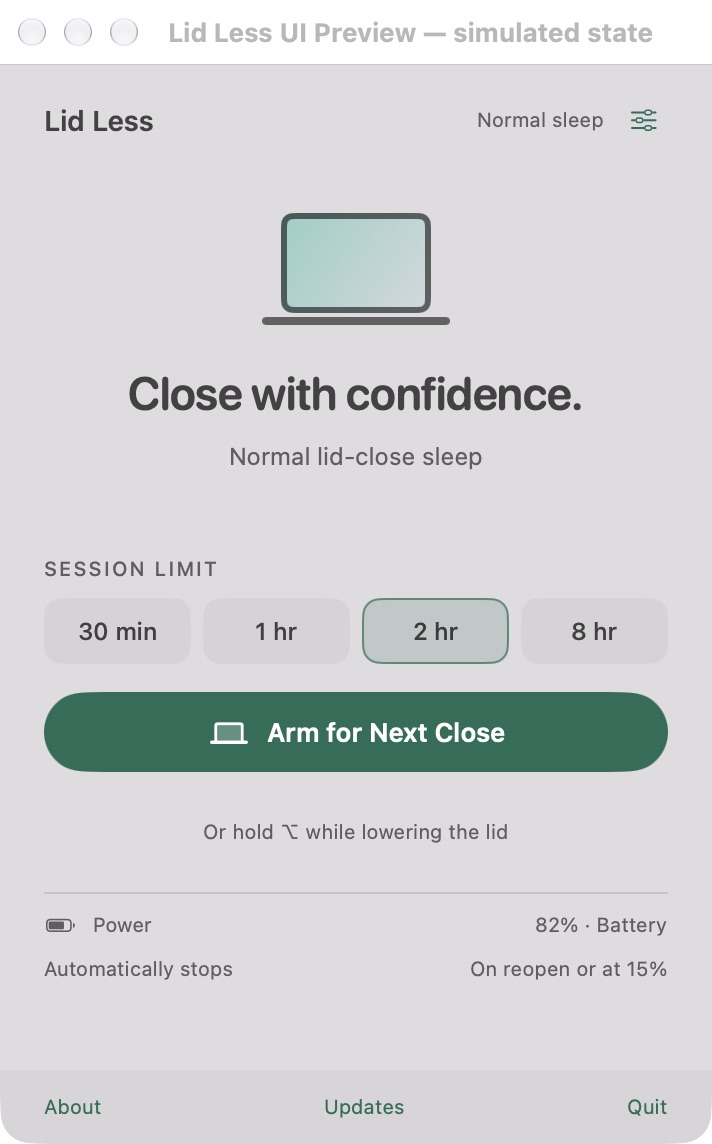 Lid Less UI Preview — simulated state
Lid Less
Normal sleep
Close with confidence.
Normal lid-close sleep
SESSION LIMIT
30 min 1 hr 2 hr 8 hr
Arm for Next Close
Or hold ⌥ while lowering the lid
Power 82% · Battery
Automatically stops On reopen or at 15%
About Updates Quit